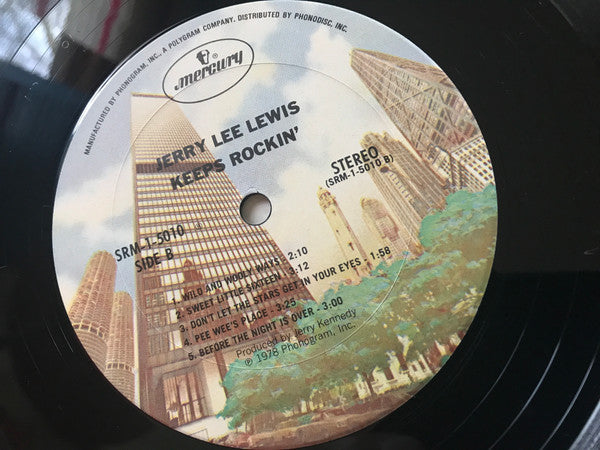 MANUFACTURED BY PHONOGRAM, INC., A POLYGRAM COMPANY. DISTRIBUTED BY PHONODISC, INC.
mercury®
JERRY LEE LEWIS
KEEPS ROCKIN'
STEREO
(SRM-1-5010 B)
SRM-1-5010
SIDE B
1. WILD AND WOOLY WAYS - 2:10
2. SWEET LITTLE SIXTEEN - 3:12
3. DON'T LET THE STARS GET IN YOUR EYES - 1:58
4. PEE WEE'S PLACE - 3:25
5. BEFORE THE NIGHT IS OVER - 3:00
Produced by Jerry Kennedy
℗ 1978 Phonogram, Inc.